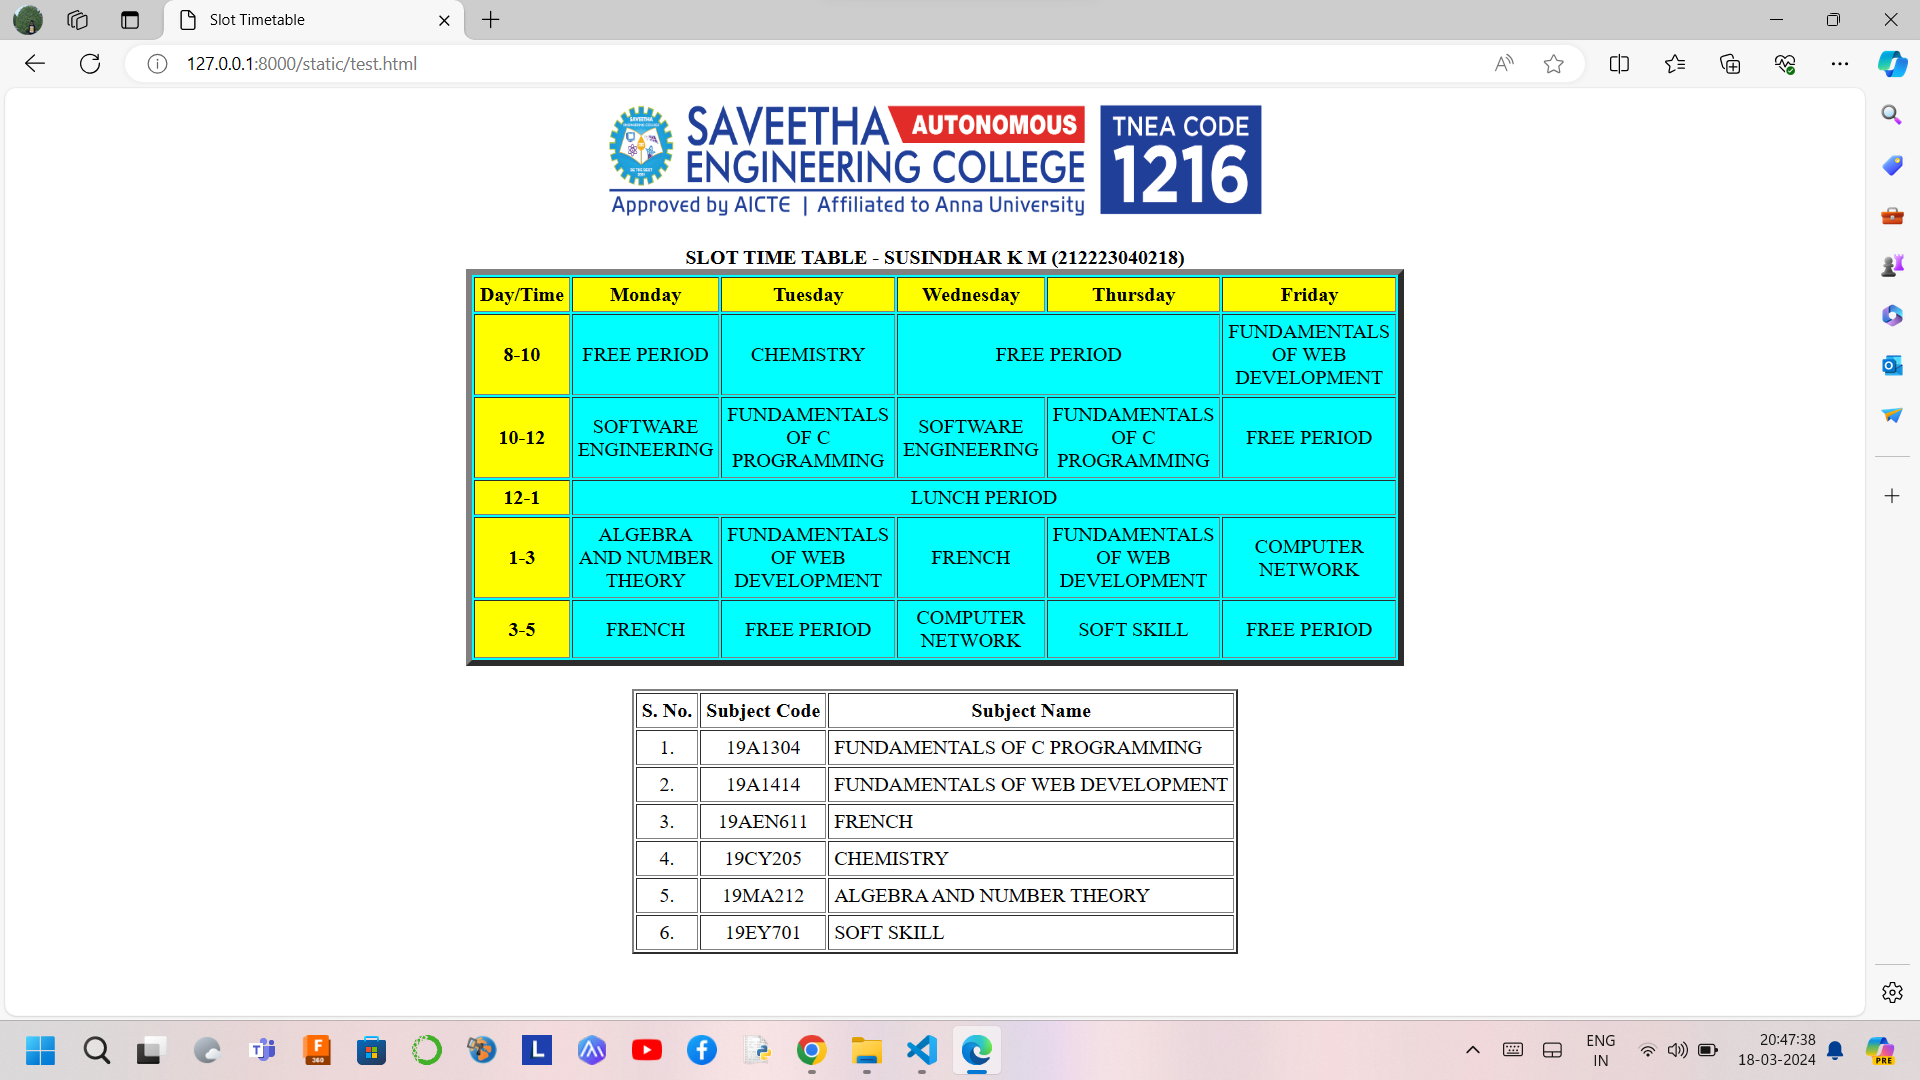 Slot Timetable
127.0.0.1:8000/static/test.html
SAVEETHA AUTONOMOUS
ENGINEERING COLLEGE
Approved by AICTE | Affiliated to Anna University
TNEA CODE
1216
SLOT TIME TABLE - SUSINDHAR K M (212223040218)
Day/Time Monday Tuesday Wednesday Thursday Friday
8-10 FREE PERIOD CHEMISTRY FREE PERIOD FUNDAMENTALS OF WEB DEVELOPMENT
10-12 SOFTWARE ENGINEERING FUNDAMENTALS OF C PROGRAMMING SOFTWARE ENGINEERING FUNDAMENTALS OF C PROGRAMMING FREE PERIOD
12-1 LUNCH PERIOD
1-3 ALGEBRA AND NUMBER THEORY FUNDAMENTALS OF WEB DEVELOPMENT FRENCH FUNDAMENTALS OF WEB DEVELOPMENT COMPUTER NETWORK
3-5 FRENCH FREE PERIOD COMPUTER NETWORK SOFT SKILL FREE PERIOD
S. No. Subject Code Subject Name
1. 19A1304 FUNDAMENTALS OF C PROGRAMMING
2. 19A1414 FUNDAMENTALS OF WEB DEVELOPMENT
3. 19AEN611 FRENCH
4. 19CY205 CHEMISTRY
5. 19MA212 ALGEBRA AND NUMBER THEORY
6. 19EY701 SOFT SKILL
ENG
IN
20:47:38
18-03-2024
PRE